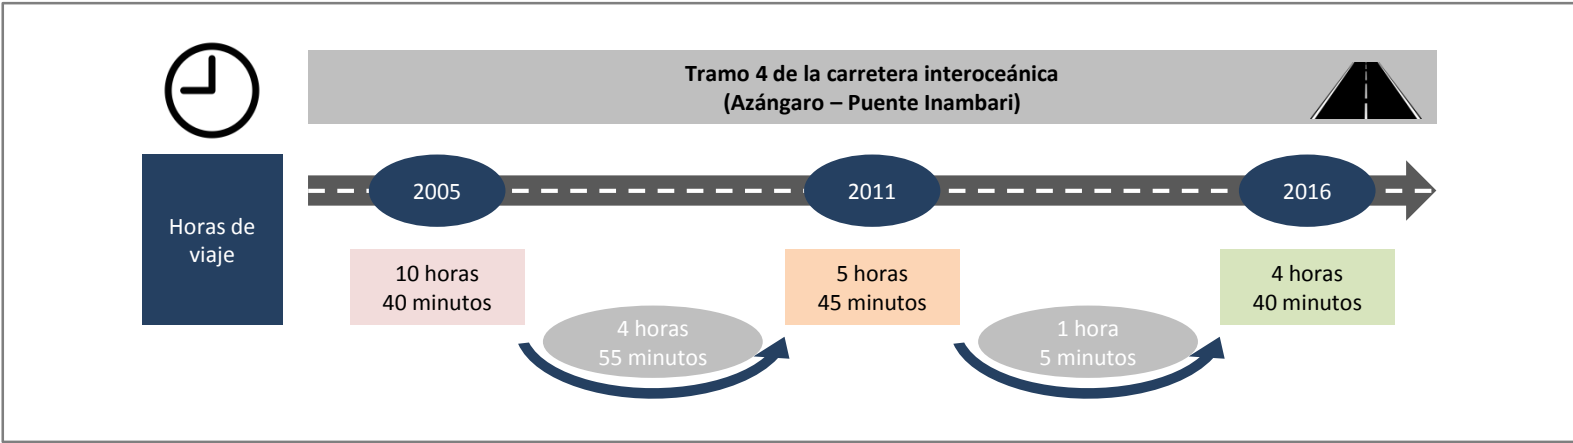 Tramo 4 de la carretera interoceánica
(Azángaro – Puente Inambari)
Horas de
viaje
2005
2011
2016
10 horas
40 minutos
5 horas
45 minutos
4 horas
40 minutos
4 horas
55 minutos
1 hora
5 minutos